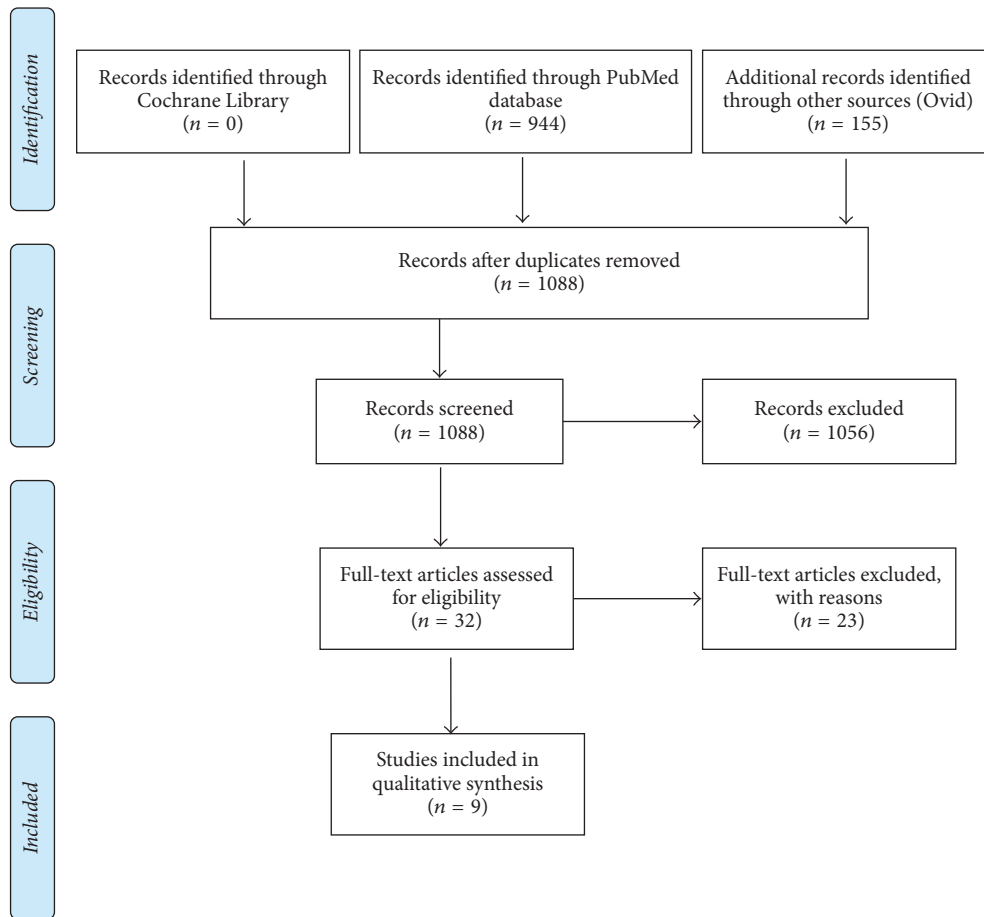 Identification
Records identified through
Cochrane Library
(n = 0)
Records identified through PubMed
database
(n = 944)
Additional records identified
through other sources (Ovid)
(n = 155)
Records after duplicates removed
(n = 1088)
Screening
Records screened
(n = 1088)
Records excluded
(n = 1056)
Eligibility
Full-text articles assessed
for eligibility
(n = 32)
Full-text articles excluded,
with reasons
(n = 23)
Included
Studies included in
qualitative synthesis
(n = 9)